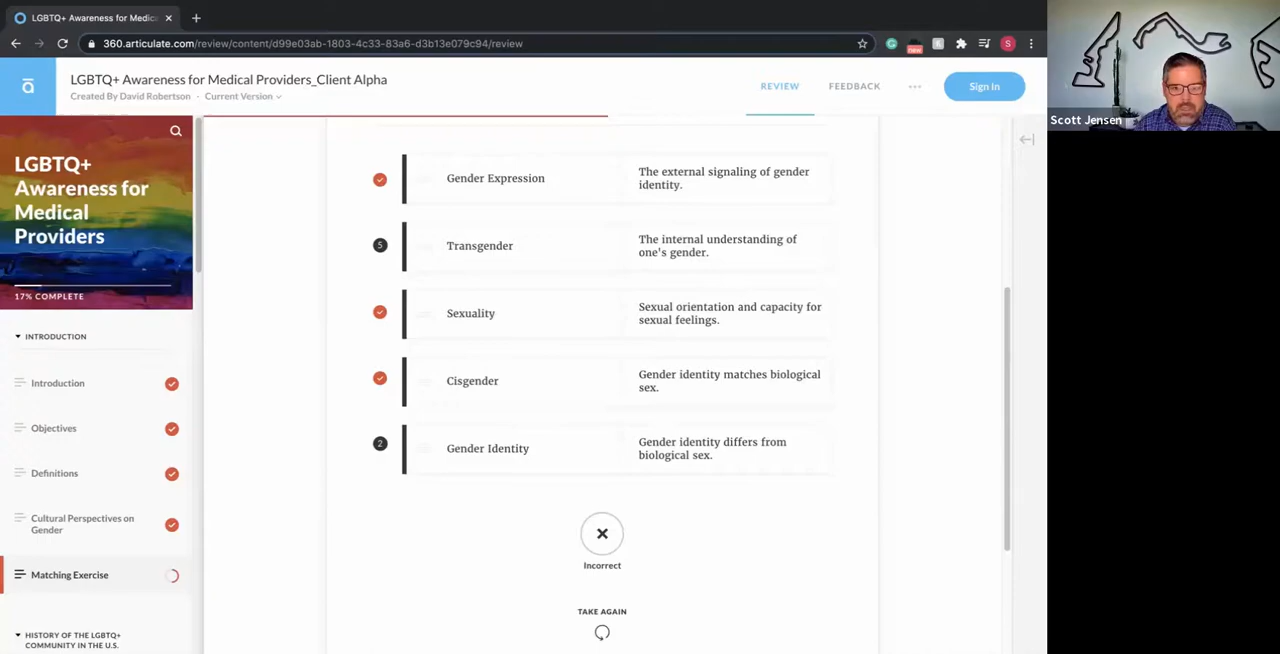 LGBTQ+ Awareness for Medica
360.articulate.com/review/content/d99e03ab-1803-4c33-83a6-d3b13e079c94/review
new
S
ā
LGBTQ+ Awareness for Medical Providers_Client Alpha
Created By David Robertson · Current Version
REVIEW
FEEDBACK
Sign In
Scott Jensen
LGBTQ+
Awareness for
Medical
Providers
17% COMPLETE
INTRODUCTION
Introduction
Objectives
Definitions
Cultural Perspectives on
Gender
Matching Exercise
HISTORY OF THE LGBTQ+
COMMUNITY IN THE U.S.
Gender Expression
The external signaling of gender
identity.
5
Transgender
The internal understanding of
one's gender.
Sexuality
Sexual orientation and capacity for
sexual feelings.
Cisgender
Gender identity matches biological
sex.
2
Gender Identity
Gender identity differs from
biological sex.
Incorrect
TAKE AGAIN